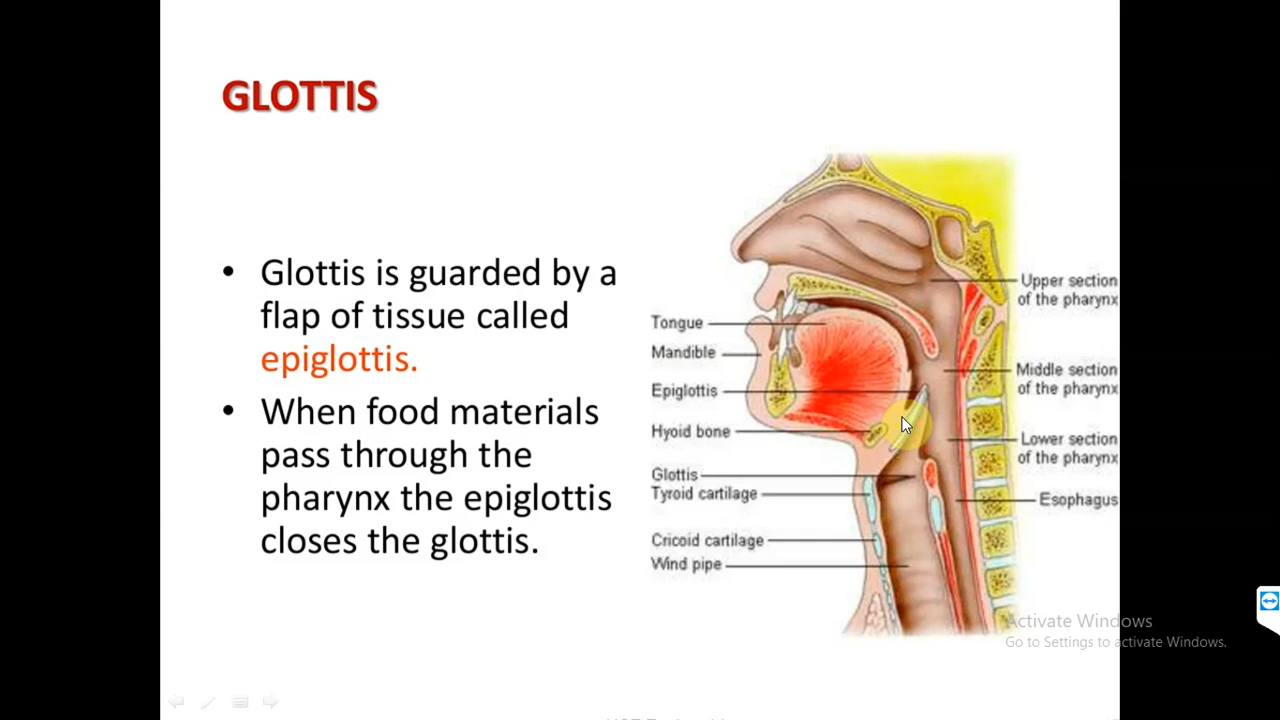 GLOTTIS
• Glottis is guarded by a
flap of tissue called
epiglottis.
• When food materials
pass through the
pharynx the epiglottis
closes the glottis.
Tongue
Mandible
Epiglottis
Hyoid bone
Glottis
Tyroid cartilage
Cricoid cartilage
Wind pipe
Upper section
of the pharynx
Middle section
of the pharynx
Lower section
of the pharynx
Esophagus
Activate Windows
Go to Settings to activate Windows.